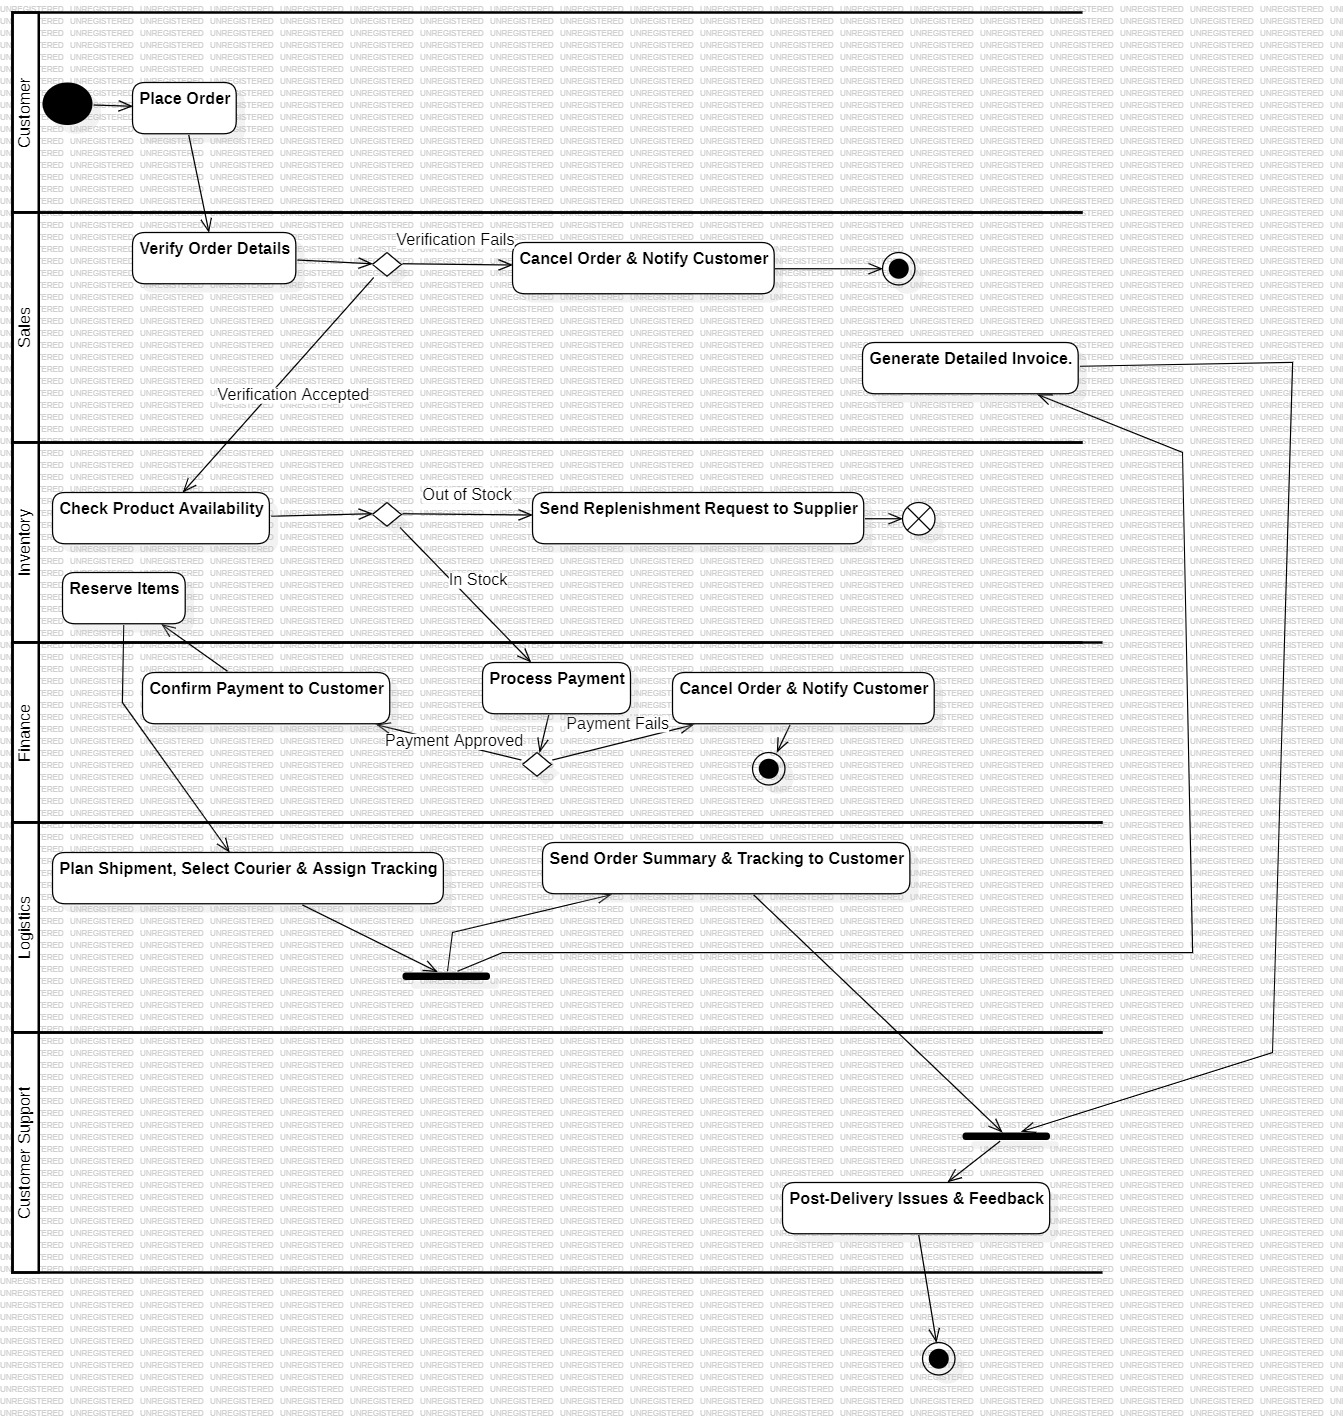 Customer
Place Order
Sales
Verify Order Details
Verification Fails
Cancel Order & Notify Customer
Generate Detailed Invoice.
Verification Accepted
Inventory
Check Product Availability
Out of Stock
Send Replenishment Request to Supplier
In Stock
Reserve Items
Finance
Confirm Payment to Customer
Process Payment
Cancel Order & Notify Customer
Payment Fails
Payment Approved
Logistics
Plan Shipment, Select Courier & Assign Tracking
Send Order Summary & Tracking to Customer
Customer Support
Post-Delivery Issues & Feedback
UNREGISTERED